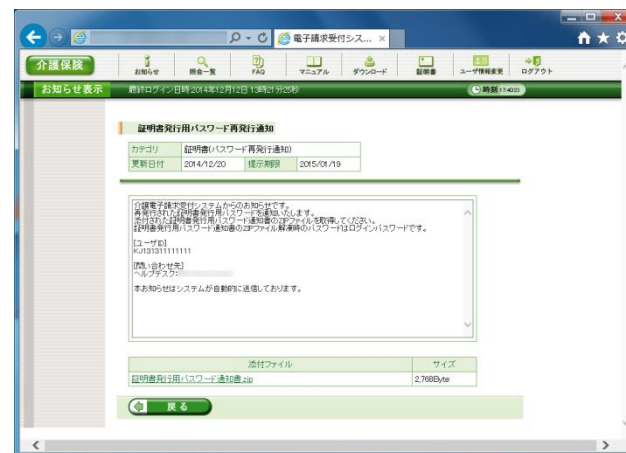 電子請求受付シス... ×
介護保険
お知らせ 照会一覧 FAQ マニュアル ダウンロード 証明書 ユーザ情報変更 ログアウト
お知らせ表示 最終ログイン日時:2014年12月12日 13時21分25秒 時刻
証明書発行用パスワード再発行通知
カテゴリ 証明書(パスワード再発行通知)
更新日付 2014/12/20 提示期限 2015/01/19
介護電子請求受付システムからのお知らせです。
再発行された証明書発行用パスワードを通知いたします。
添付された証明書発行用パスワード通知書のZIPファイルを取得してください。
証明書発行用パスワード通知書のZIPファイル解凍時のパスワードはログインパスワードです。
[ユーザID]
KJ131311111111
[問い合わせ先]
ヘルプデスク:
本お知らせはシステムが自動的に送信しております。
添付ファイル サイズ
証明書発行用パスワード通知書.zip 2,768Byte
戻る